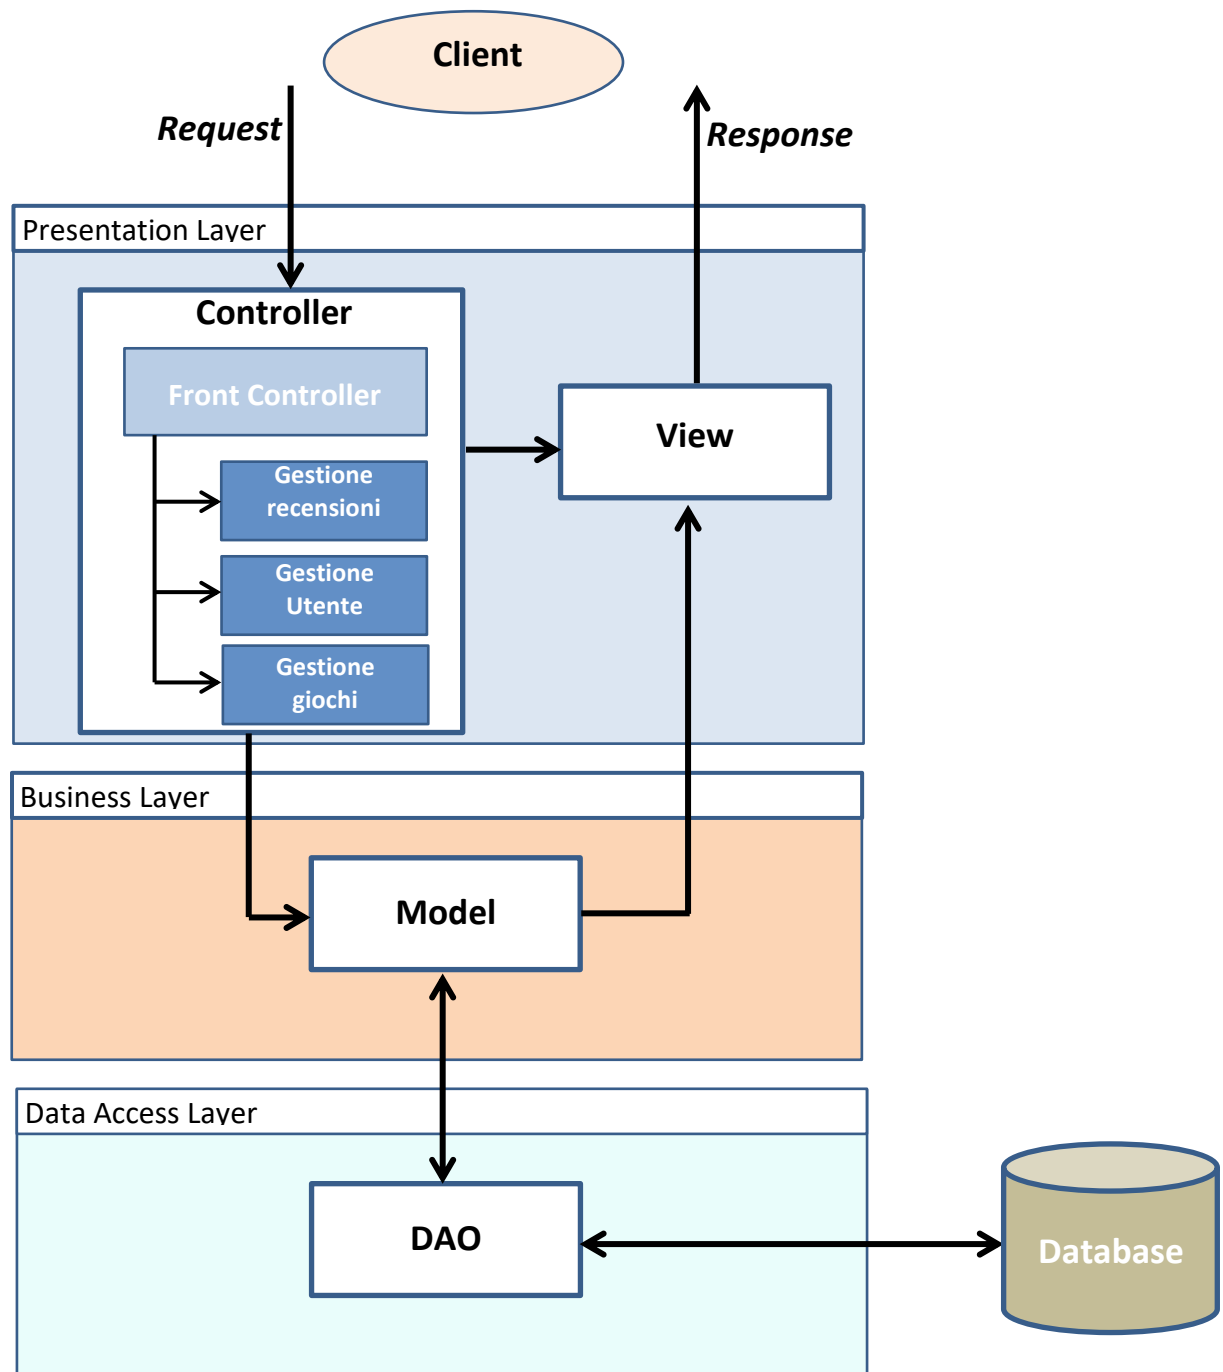 Client
Request
Response
Presentation Layer
Controller
Front Controller
View
Gestione
recensioni
Gestione
Utente
Gestione
giochi
Business Layer
Model
Data Access Layer
DAO
Database